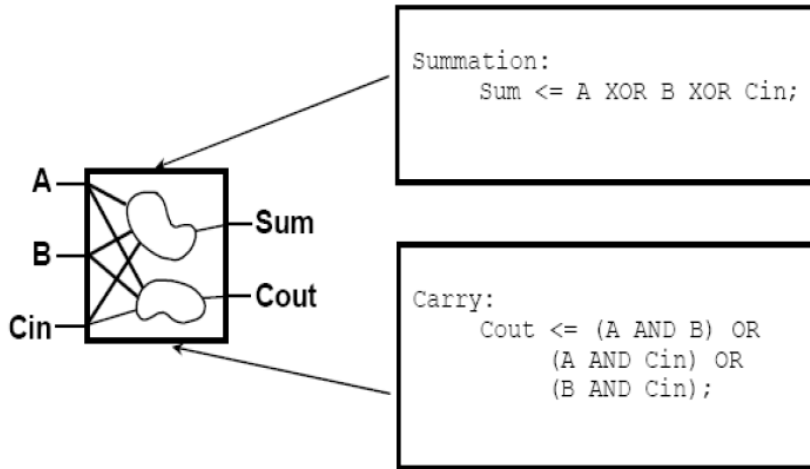 Summation:
Sum <= A XOR B XOR Cin;
A
B
Cin
Sum
Cout
Carry:
Cout <= (A AND B) OR
(A AND Cin) OR
(B AND Cin);